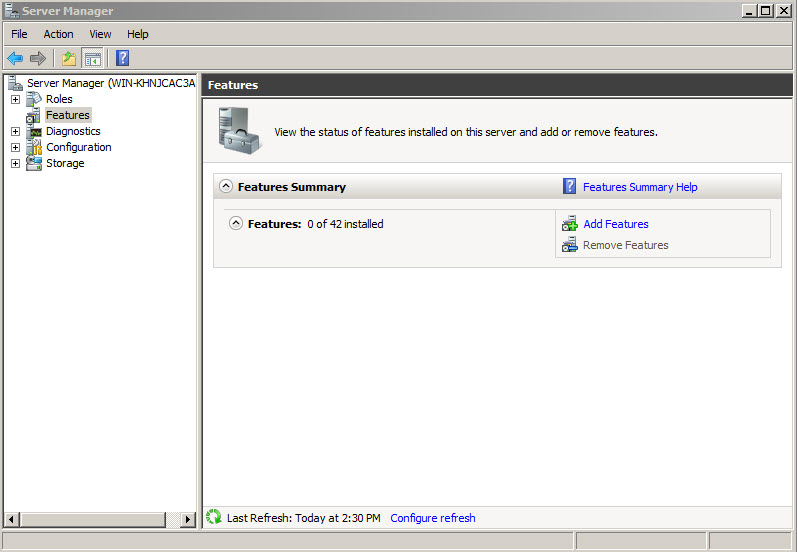 Server Manager
File Action View Help
Server Manager (WIN-KHNJCAC3A
Roles
Features
Diagnostics
Configuration
Storage
Features
View the status of features installed on this server and add or remove features.
Features Summary
Features Summary Help
Features: 0 of 42 installed
Add Features
Remove Features
Last Refresh: Today at 2:30 PM Configure refresh